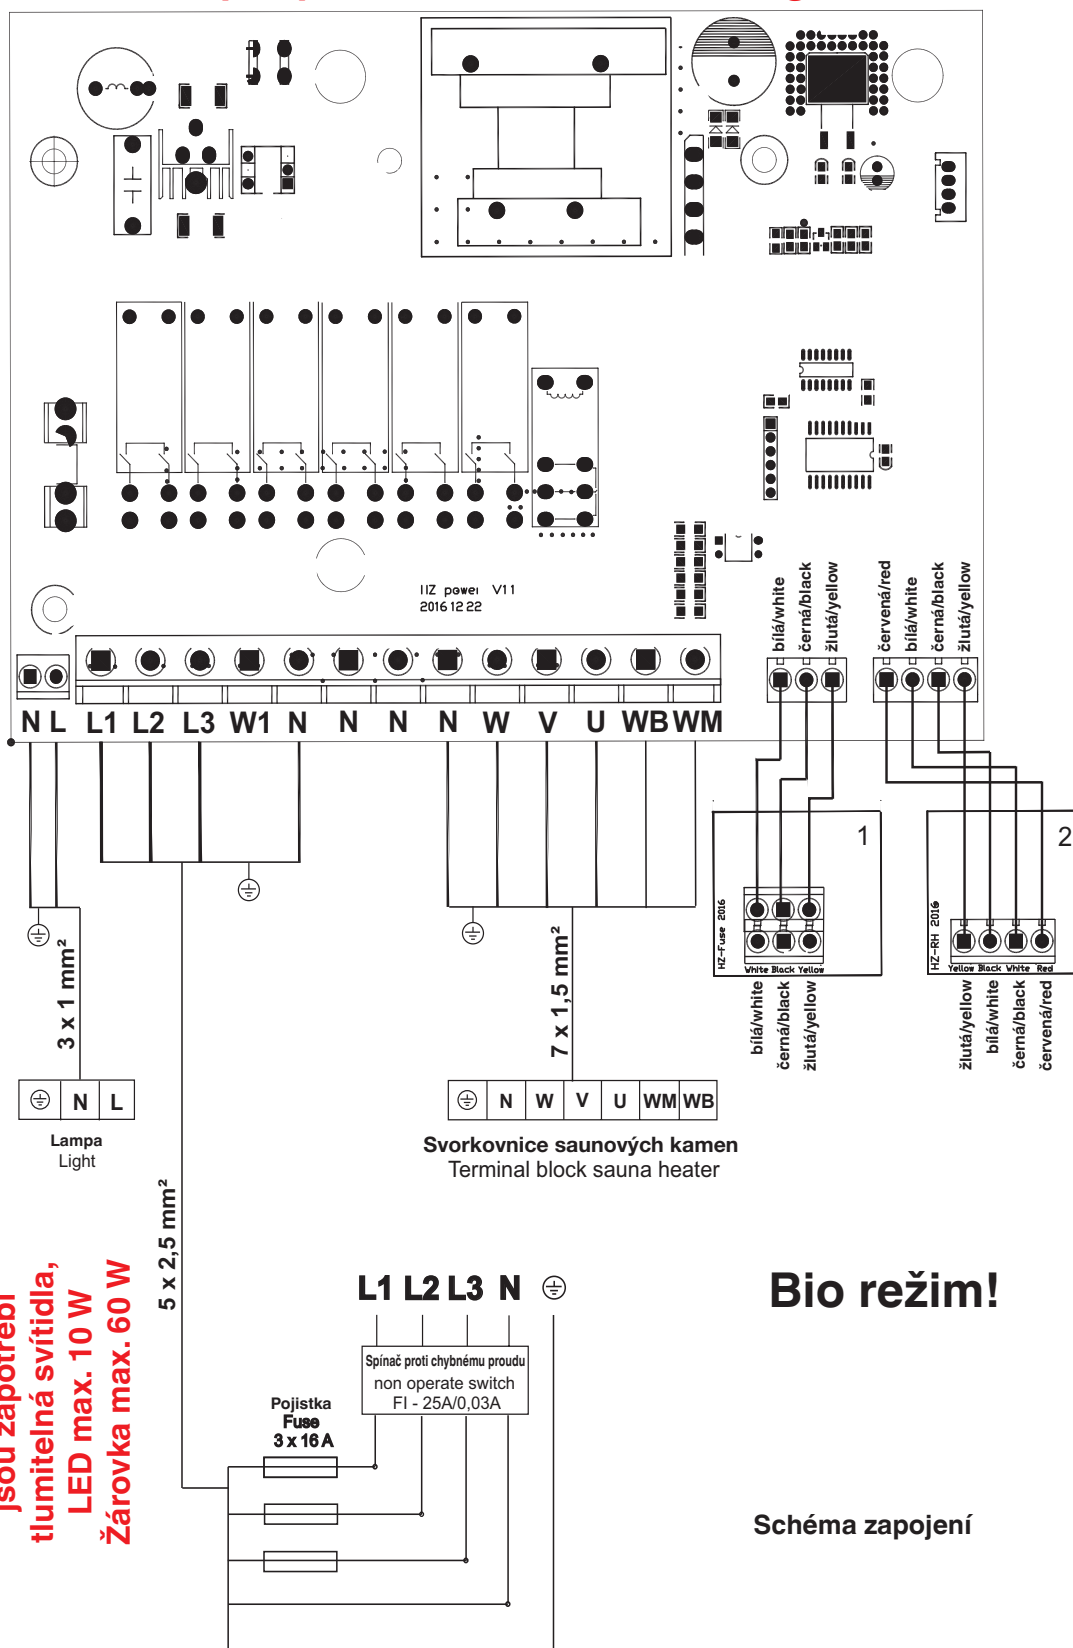 HZ power V1.1
2016 12 22
bílá/white
černá/black
žlutá/yellow
červená/red
bílá/white
černá/black
žlutá/yellow
N L L1 L2 L3 W1 N N N N W V U WB WM
1
HZ-Fuse 2016
White Black Yellow
bílá/white
černá/black
žlutá/yellow
2
HZ-RH 2016
Yellow Black White Red
žlutá/yellow
bílá/white
černá/black
červená/red
3 x 1 mm²
7 x 1,5 mm²
N L
Lampa
Light
N W V U WM WB
Svorkovnice saunových kamen
Terminal block sauna heater
5 x 2,5 mm²
jsou zapotřebí
tlumitelná svítidla,
LED max. 10 W
Žárovka max. 60 W
L1 L2 L3 N
Spínač proti chybnému proudu
non operate switch
FI - 25A/0,03A
Pojistka
Fuse
3 x 16 A
Bio režim!
Schéma zapojení